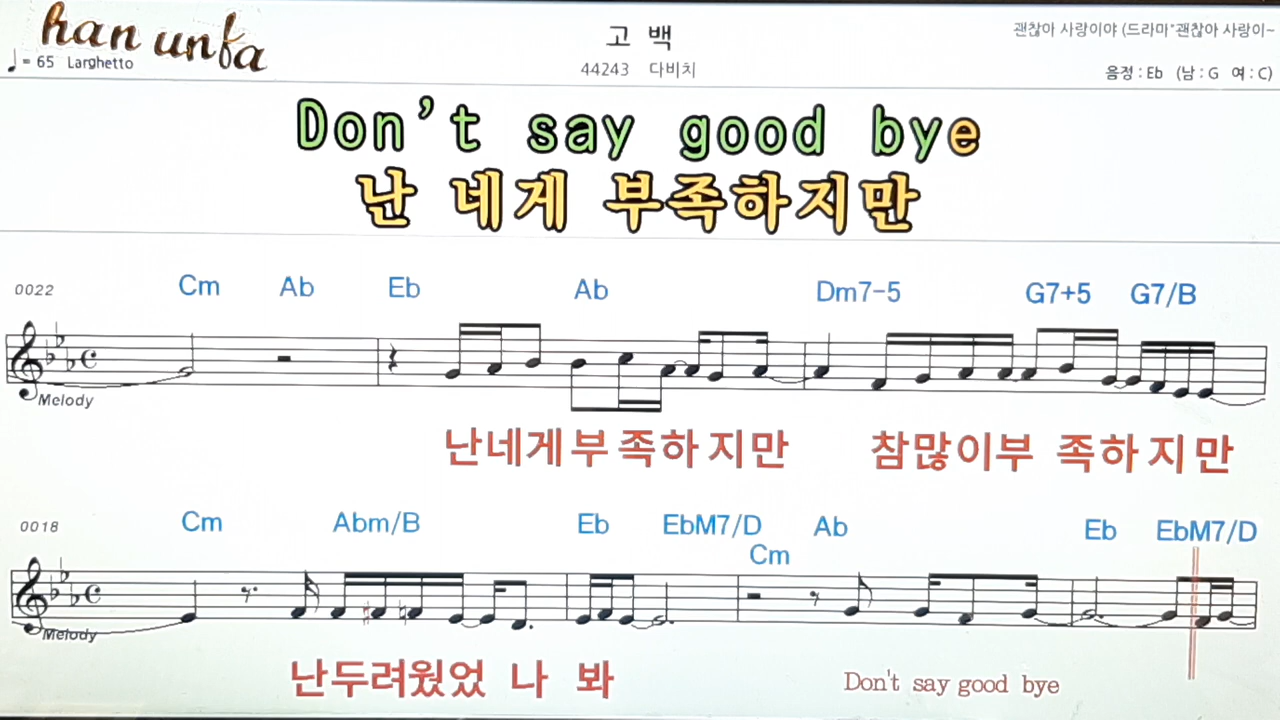 han unfa
♩= 65 Larghetto
고 백
44243 다비치
괜찮아 사랑이야 (드라마"괜찮아 사랑이~
음정 : Eb (남 : G 여 : C)
Don't say good bye
난 네게 부족하지만
0022 Cm Ab Eb Ab Dm7-5 G7+5 G7/B
Melody
난네게부 족하 지만 참많이부 족하 지 만
0018 Cm Abm/B Eb EbM7/D Ab Eb EbM7/D
Cm
Melody
난두려웠었 나 봐 Don't say good bye